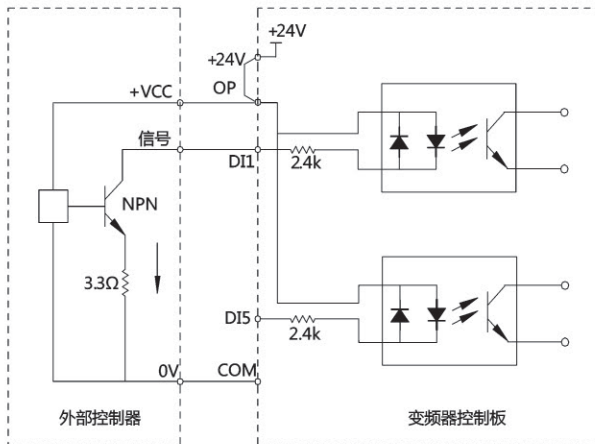 +24V
+24V
OP
+VCC
信号
DI1
2.4k
NPN
3.3Ω
DI5
2.4k
0V
COM
外部控制器
变频器控制板